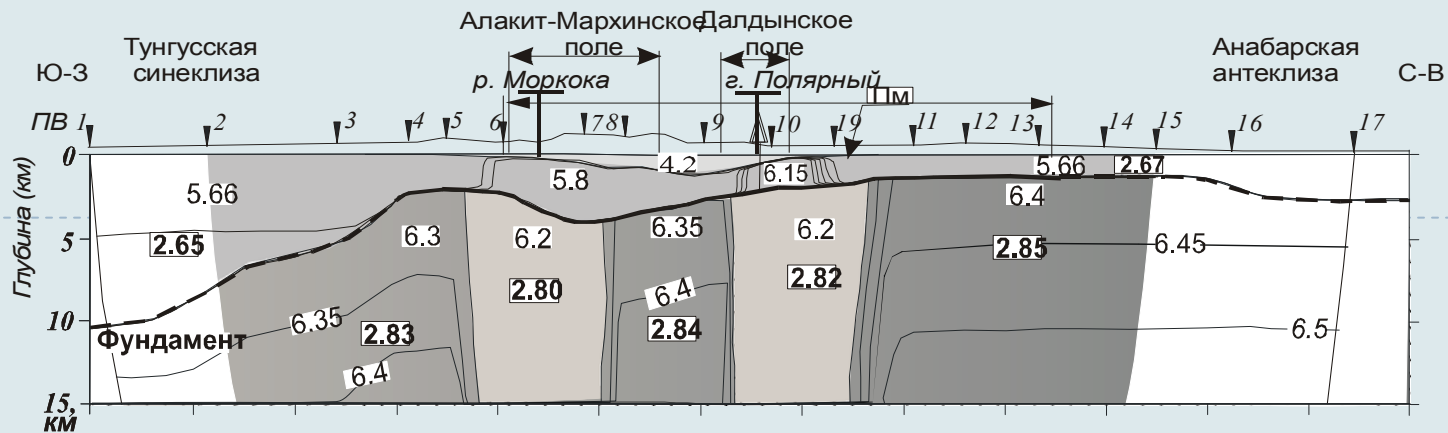 Алакит-Мархинское
поле
Далдынское
поле
Тунгусская
синеклиза
Анабарская
антеклиза
Ю-З
С-В
р. Моркока
г. Полярный
Пм
ПВ 1 2 3 4 5 6 7 8 9 10 19 11 12 13 14 15 16 17
Глубина (км)
0
5
10
15,
км
4.2
5.66
5.8
6.15
5.66
2.67
2.65
6.3
6.2
6.35
6.2
6.4
2.85
6.45
2.80
2.82
6.4
6.35
2.83
2.84
6.5
Фундамент
6.4